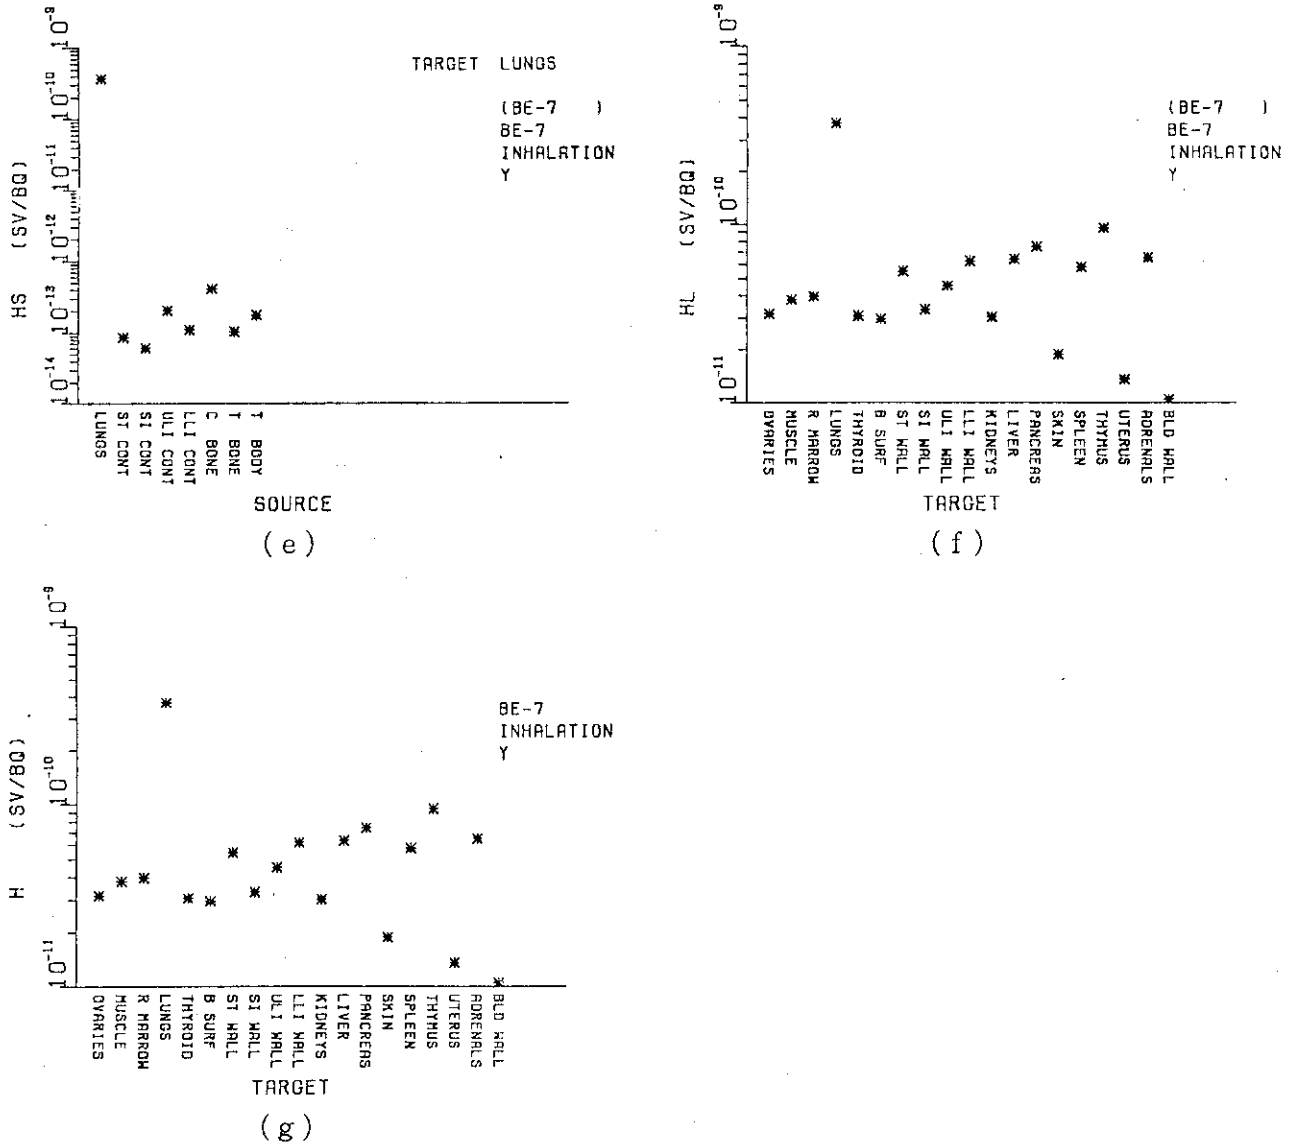 10^-9
10^-10
10^-11
10^-12
10^-13
10^-14
HS (SV/BQ)
TARGET LUNGS
(BE-7 )
BE-7
INHALATION
Y
LUNGS
ST CONT
SI CONT
ULI CONT
LLI CONT
C BONE
T BONE
T BODY
SOURCE
(e)
10^-9
10^-10
10^-11
HL (SV/BQ)
(BE-7 )
BE-7
INHALATION
Y
OVARIES
MUSCLE
R MARROW
LUNGS
THYROID
B SURF
ST WALL
SI WALL
ULI WALL
LLI WALL
KIDNEYS
LIVER
PANCREAS
SKIN
SPLEEN
THYMUS
UTERUS
ADRENALS
BLD WALL
TARGET
(f)
10^-9
10^-10
10^-11
H (SV/BQ)
BE-7
INHALATION
Y
OVARIES
MUSCLE
R MARROW
LUNGS
THYROID
B SURF
ST WALL
SI WALL
ULI WALL
LLI WALL
KIDNEYS
LIVER
PANCREAS
SKIN
SPLEEN
THYMUS
UTERUS
ADRENALS
BLD WALL
TARGET
(g)